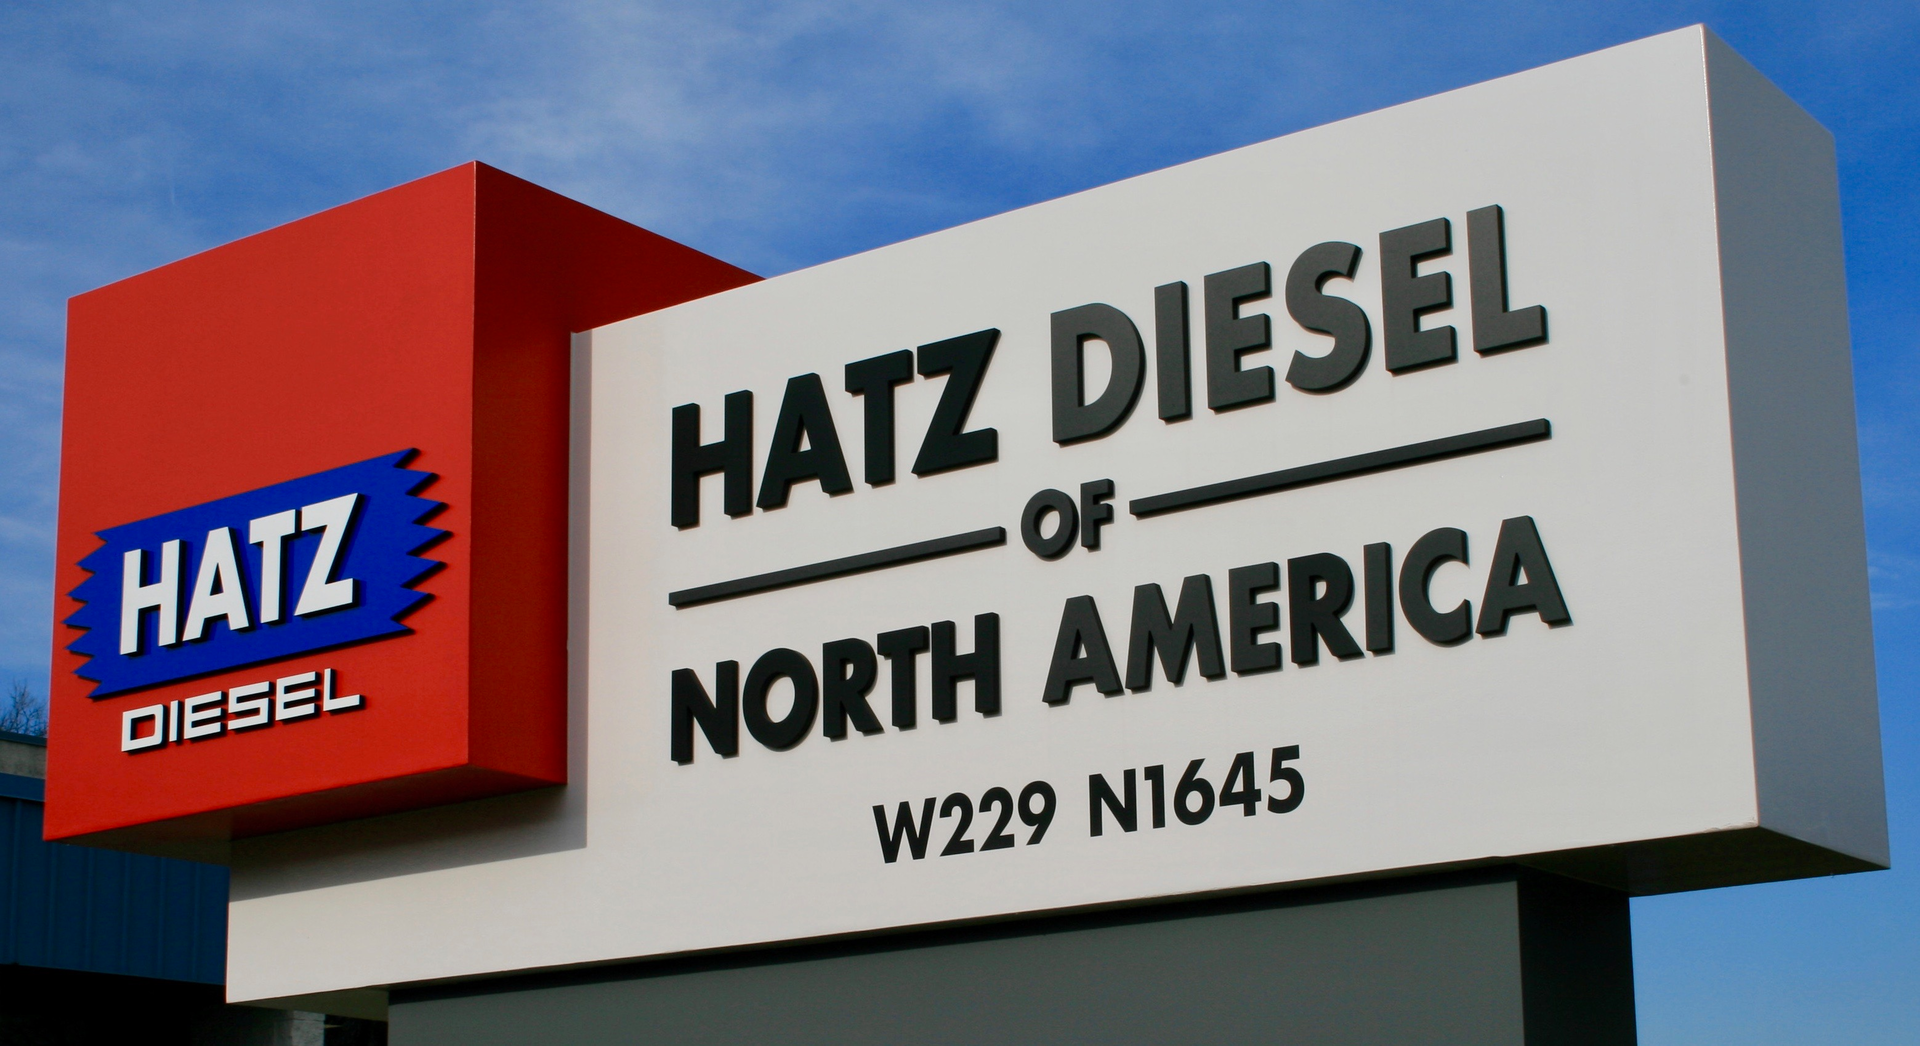 HATZ
DIESEL
HATZ DIESEL
OF
NORTH AMERICA
W229 N1645